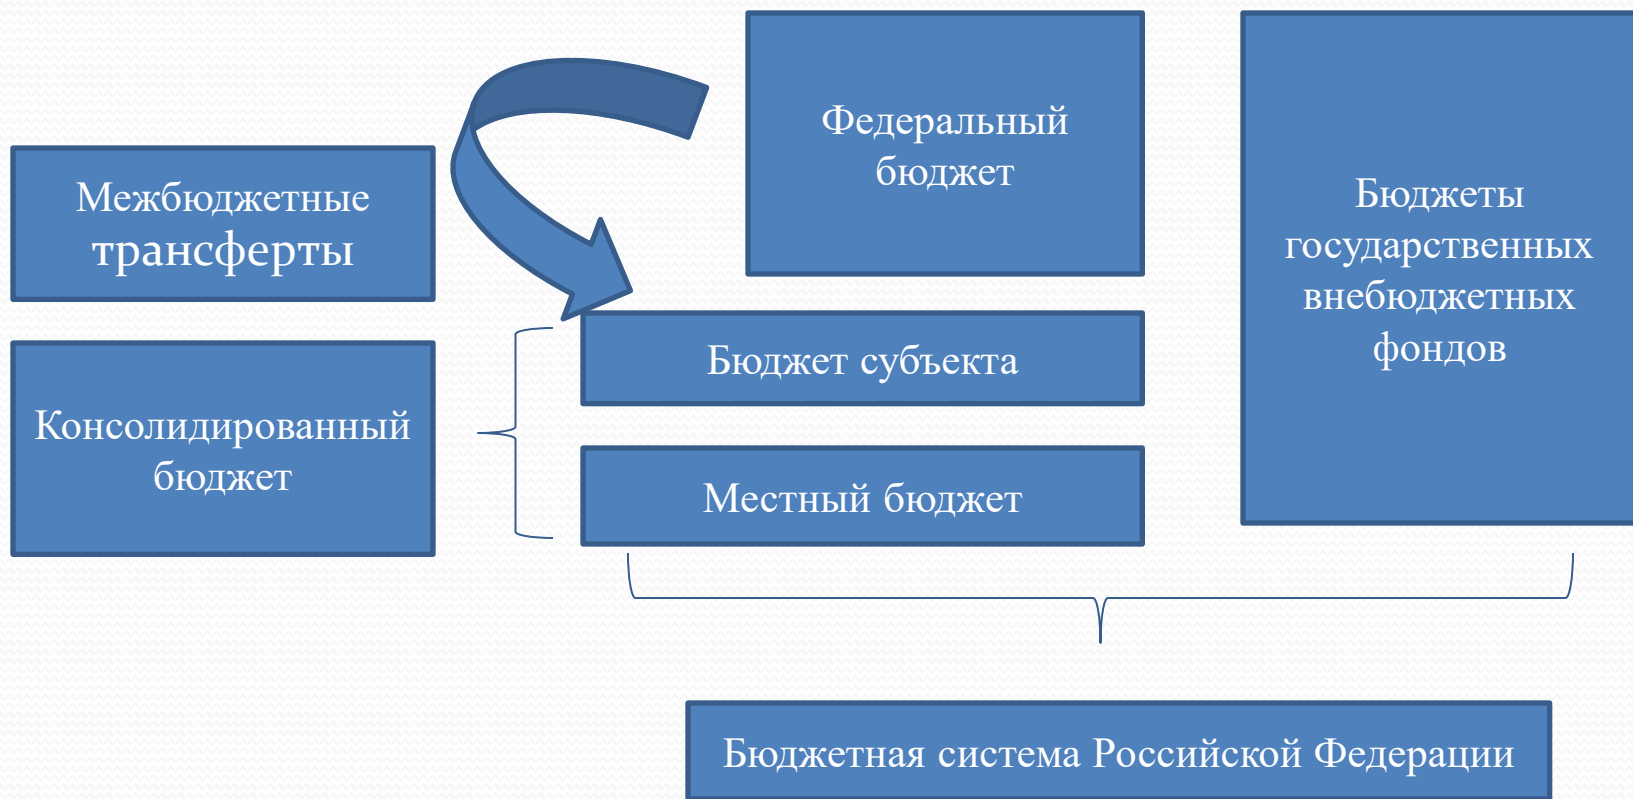 Федеральный
бюджет
Межбюджетные
трансферты
Бюджеты
государственных
внебюджетных
фондов
Бюджет субъекта
Консолидированный
бюджет
Местный бюджет
Бюджетная система Российской Федерации